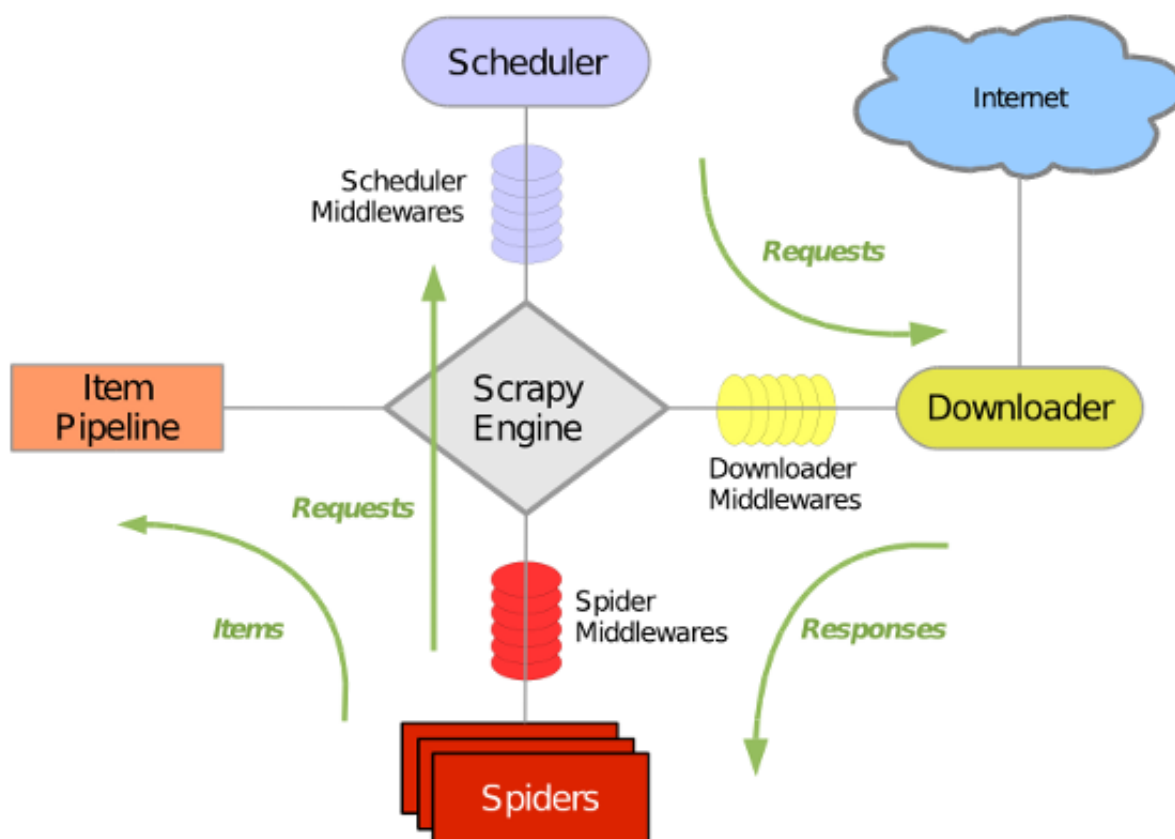 Scheduler
Internet
Scheduler
Middlewares
Requests
Item
Pipeline
Scrapy
Engine
Downloader
Downloader
Middlewares
Requests
Items
Spider
Middlewares
Responses
Spiders